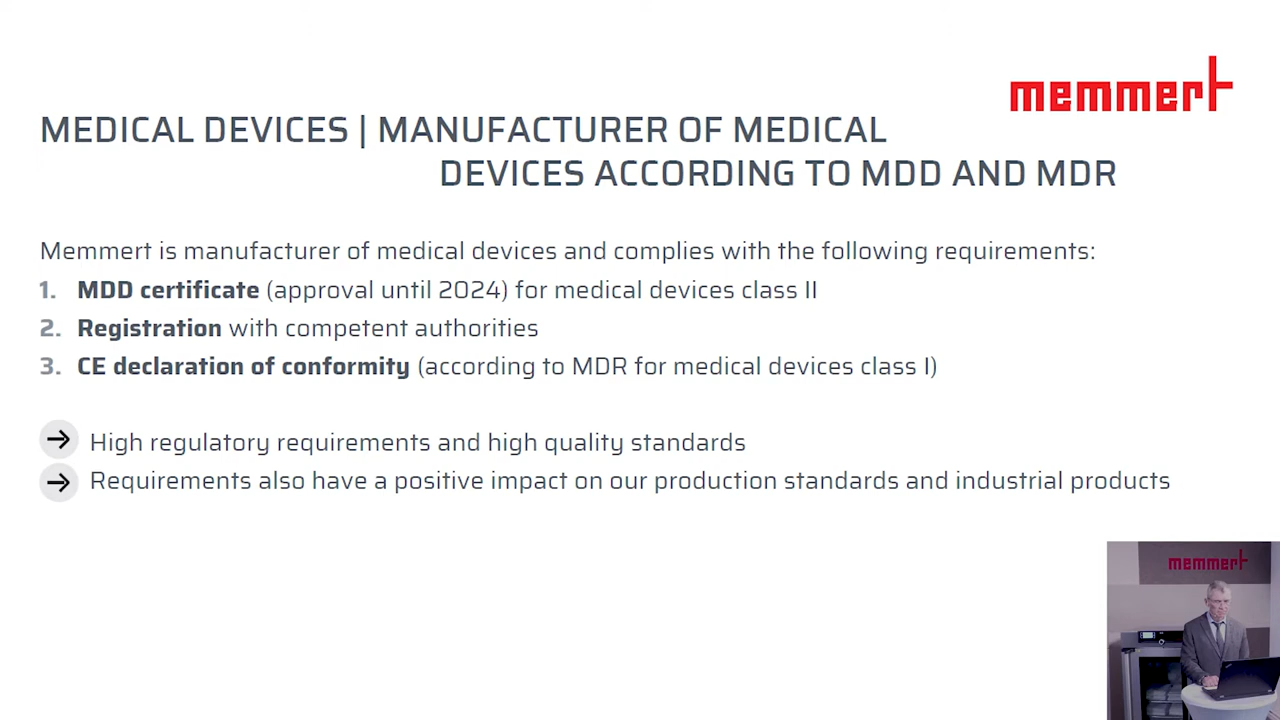 memmert
MEDICAL DEVICES | MANUFACTURER OF MEDICAL
DEVICES ACCORDING TO MDD AND MDR
Memmert is manufacturer of medical devices and complies with the following requirements:
1. MDD certificate (approval until 2024) for medical devices class II
2. Registration with competent authorities
3. CE declaration of conformity (according to MDR for medical devices class I)
→ High regulatory requirements and high quality standards
→ Requirements also have a positive impact on our production standards and industrial products
memmert